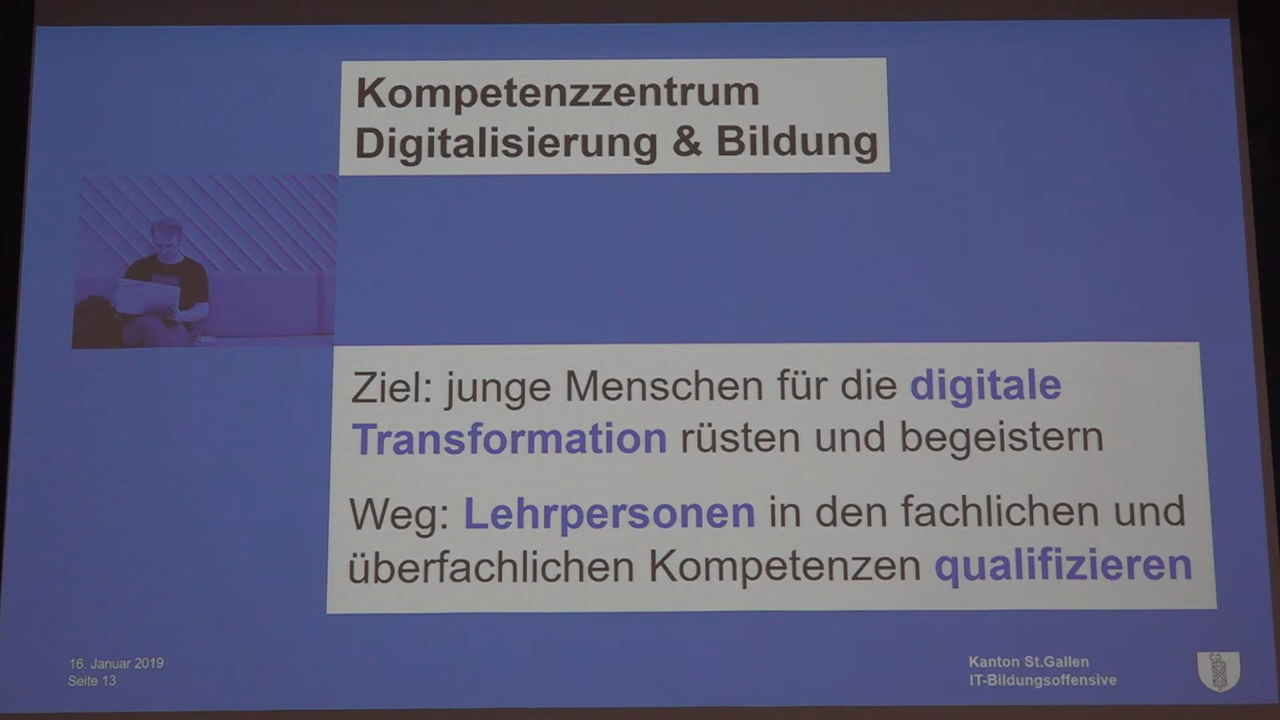 Kompetenzzentrum
Digitalisierung & Bildung
Ziel: junge Menschen für die digitale
Transformation rüsten und begeistern
Weg: Lehrpersonen in den fachlichen und
überfachlichen Kompetenzen qualifizieren
16. Januar 2019
Seite 13
Kanton St.Gallen
IT-Bildungsoffensive